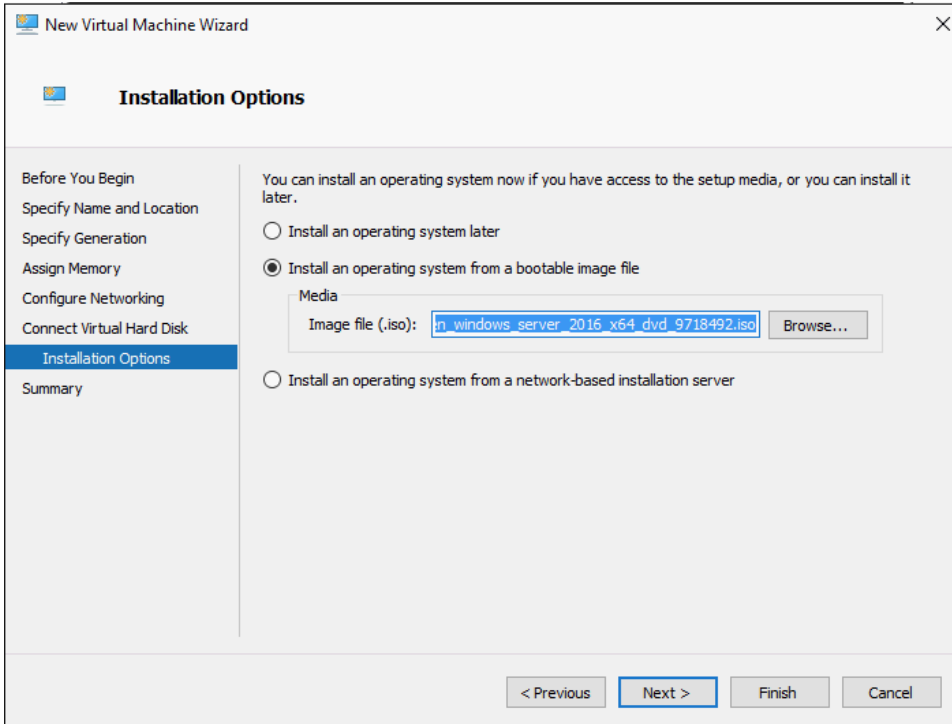 New Virtual Machine Wizard
Installation Options
Before You Begin
Specify Name and Location
Specify Generation
Assign Memory
Configure Networking
Connect Virtual Hard Disk
Installation Options
Summary
You can install an operating system now if you have access to the setup media, or you can install it
later.
Install an operating system later
Install an operating system from a bootable image file
Media
Image file (.iso): en_windows_server_2016_x64_dvd_9718492.iso Browse...
Install an operating system from a network-based installation server
< Previous Next > Finish Cancel